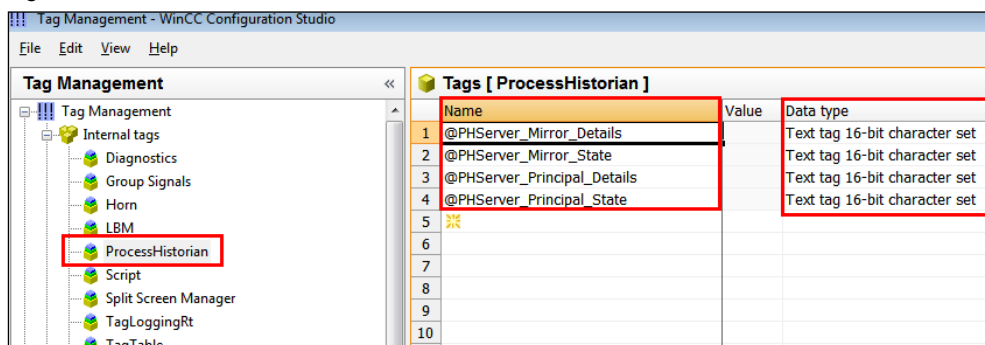 Tag Management - WinCC Configuration Studio
File Edit View Help
Tag Management «
Tag Management
Internal tags
Diagnostics
Group Signals
Horn
LBM
ProcessHistorian
Script
Split Screen Manager
TagLoggingRt
TagTable
Tags [ ProcessHistorian ]
Name Value Data type
1 @PHServer_Mirror_Details Text tag 16-bit character set
2 @PHServer_Mirror_State Text tag 16-bit character set
3 @PHServer_Principal_Details Text tag 16-bit character set
4 @PHServer_Principal_State Text tag 16-bit character set
5
6
7
8
9
10